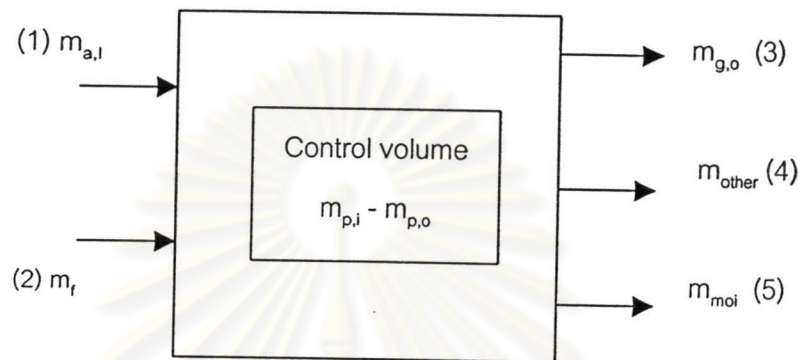 (1) m_a,I
(2) m_f
Control volume
m_p,i - m_p,o
m_g,o (3)
m_other (4)
m_moi (5)